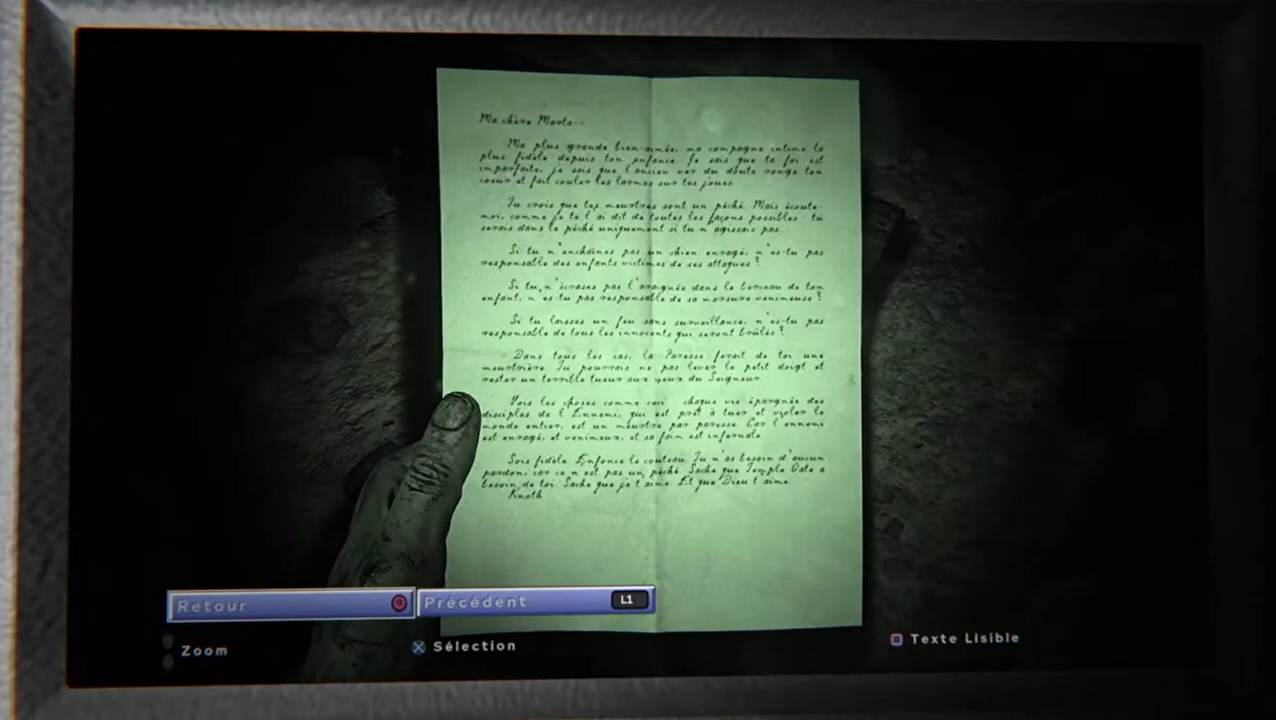 Ma chère Marta--
Ma plus grande bien-aimée, ma compagne intime la
plus fidèle depuis ton enfance. Je sais que ta foi est
imparfaite, je sais que l'ancien ver du doute ronge ton
coeur et fait couler les larmes sur tes joues.
Tu crois que tes meurtres sont un péché. Mais écoute-
moi, comme je te l'ai dit de toutes les façons possibles : tu
serais dans le péché uniquement si tu n'agissais pas.
Si tu n'enchaînes pas un chien enragé, n'es-tu pas
responsable des enfants victimes de ses attaques ?
Si tu n'écrases pas l'araignée dans le berceau de ton
enfant, n'es-tu pas responsable de sa morsure venimeuse ?
Si tu laisses un feu sans surveillance, n'es-tu pas
responsable de tous les innocents qui seront brûlés ?
Dans tous les cas, la Paresse ferait de toi une
meurtrière. Tu pourrais ne pas lever le petit doigt et
rester un terrible tueur aux yeux du Seigneur.
Vois les choses comme ceci : chaque vie épargnée des
disciples de l'Ennemi, qui est prêt à tuer et violer le
monde entier, est un meurtre par paresse. Car l'ennemi
est enragé, et venimeux, et sa faim est infernale.
Sois fidèle. Enfonce le couteau. Tu n'as besoin d'aucun
pardon, car ce n'est pas un péché. Sache que Temple Gate a
besoin de toi. Sache que je t'aime. Et que Dieu t'aime.
Knoth
Retour
Précédent L1
Zoom
Sélection
Texte Lisible